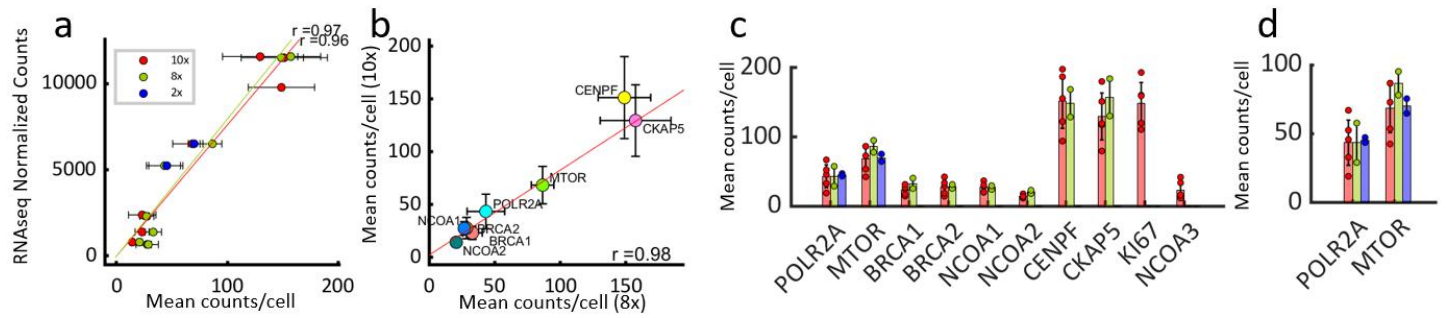 a
RNAseq Normalized Counts
10000
5000
0
10x
8x
2x
r =0.97
r =0.96
0
100
200
Mean counts/cell
b
Mean counts/cell (10x)
200
150
100
50
0
CENPF
CKAP5
MTOR
POLR2A
NCOA1
BRCA2
BRCA1
NCOA2
r =0.98
0
50
100
150
Mean counts/cell (8x)
c
Mean counts/cell
200
100
0
POLR2A
MTOR
BRCA1
BRCA2
NCOA1
NCOA2
CENPF
CKAP5
KI67
NCOA3
d
Mean counts/cell
100
50
0
POLR2A
MTOR